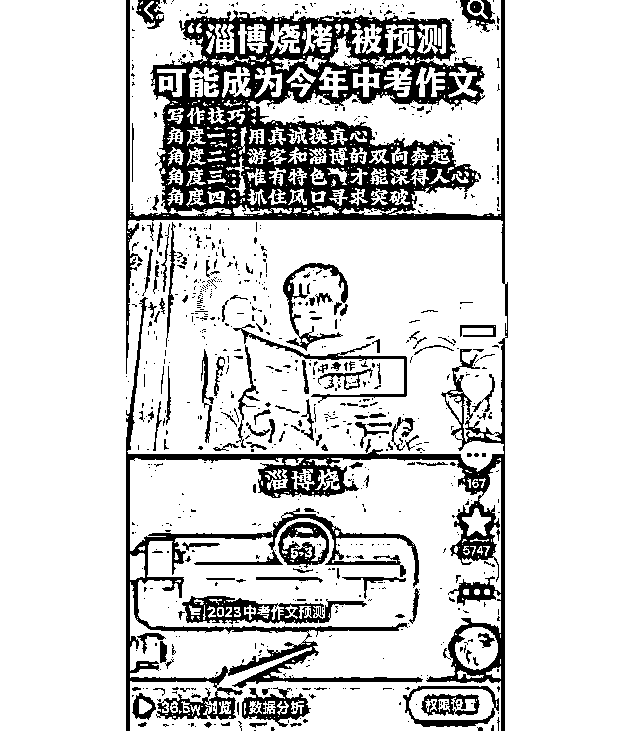 “淄博烧烤”被预测
可能成为今年中考作文
写作技巧：
角度一：用真诚换真心
角度二：游客和淄博的双向奔赴
角度三：唯有特色，才能深得人心
角度四：抓住风口寻求突破
中考作文
淄博烧
167
5747
2023中考作文预测
36.5w浏览
数据分析
权限设置